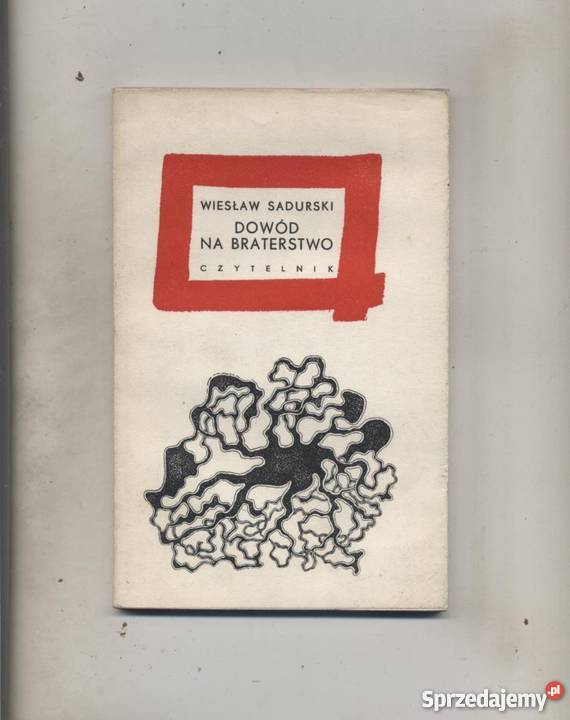 WIESŁAW SADURSKI
DOWÓD
NA BRATERSTWO
CZYTELNIK
Sprzedajemy.pl